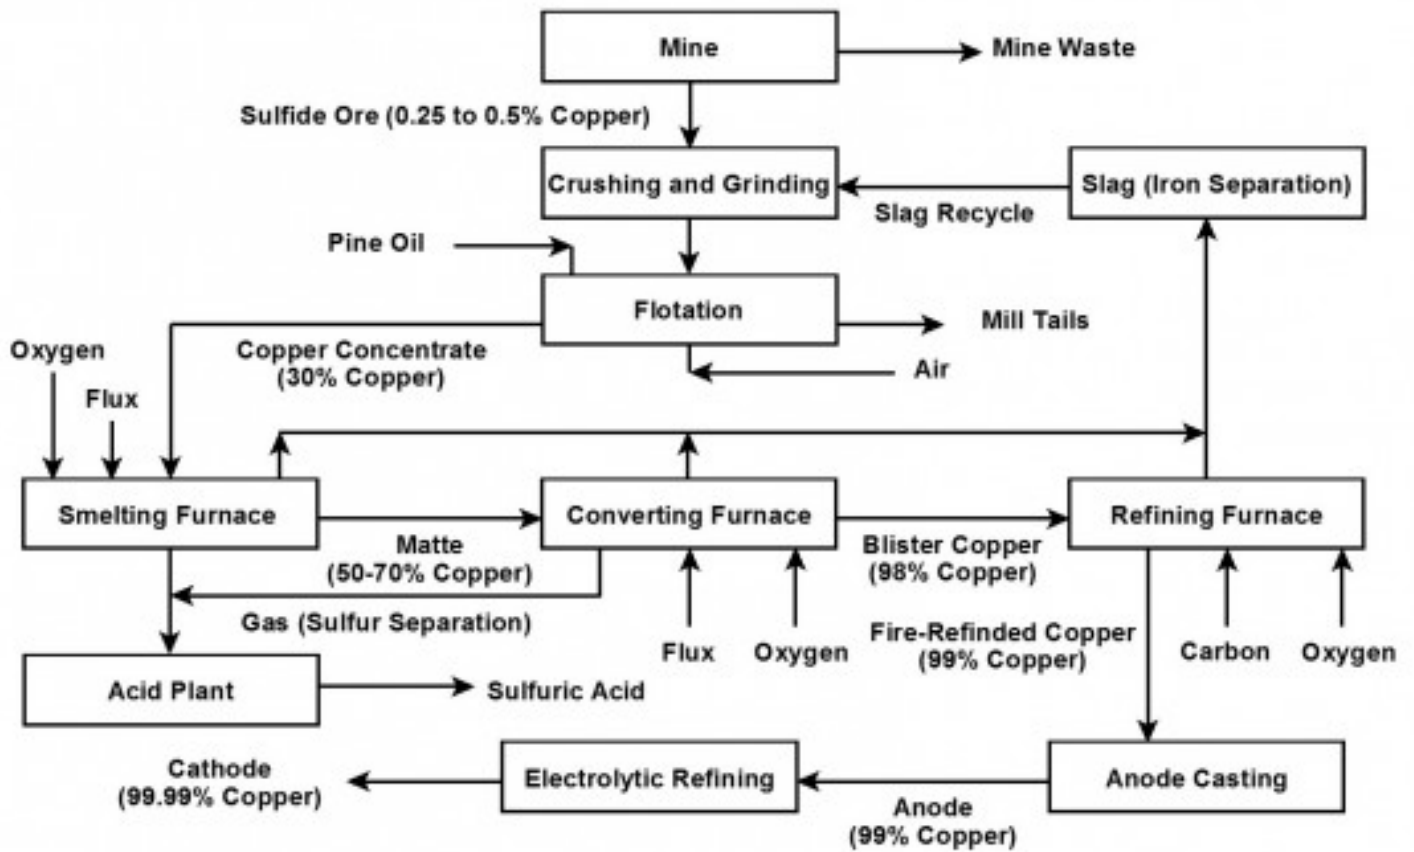 Mine
Mine Waste
Sulfide Ore (0.25 to 0.5% Copper)
Crushing and Grinding
Slag (Iron Separation)
Slag Recycle
Pine Oil
Flotation
Mill Tails
Copper Concentrate
(30% Copper)
Air
Oxygen
Flux
Smelting Furnace
Converting Furnace
Refining Furnace
Matte
(50-70% Copper)
Blister Copper
(98% Copper)
Gas (Sulfur Separation)
Flux
Oxygen
Fire-Refinded Copper
(99% Copper)
Carbon
Oxygen
Acid Plant
Sulfuric Acid
Cathode
(99.99% Copper)
Electrolytic Refining
Anode Casting
Anode
(99% Copper)